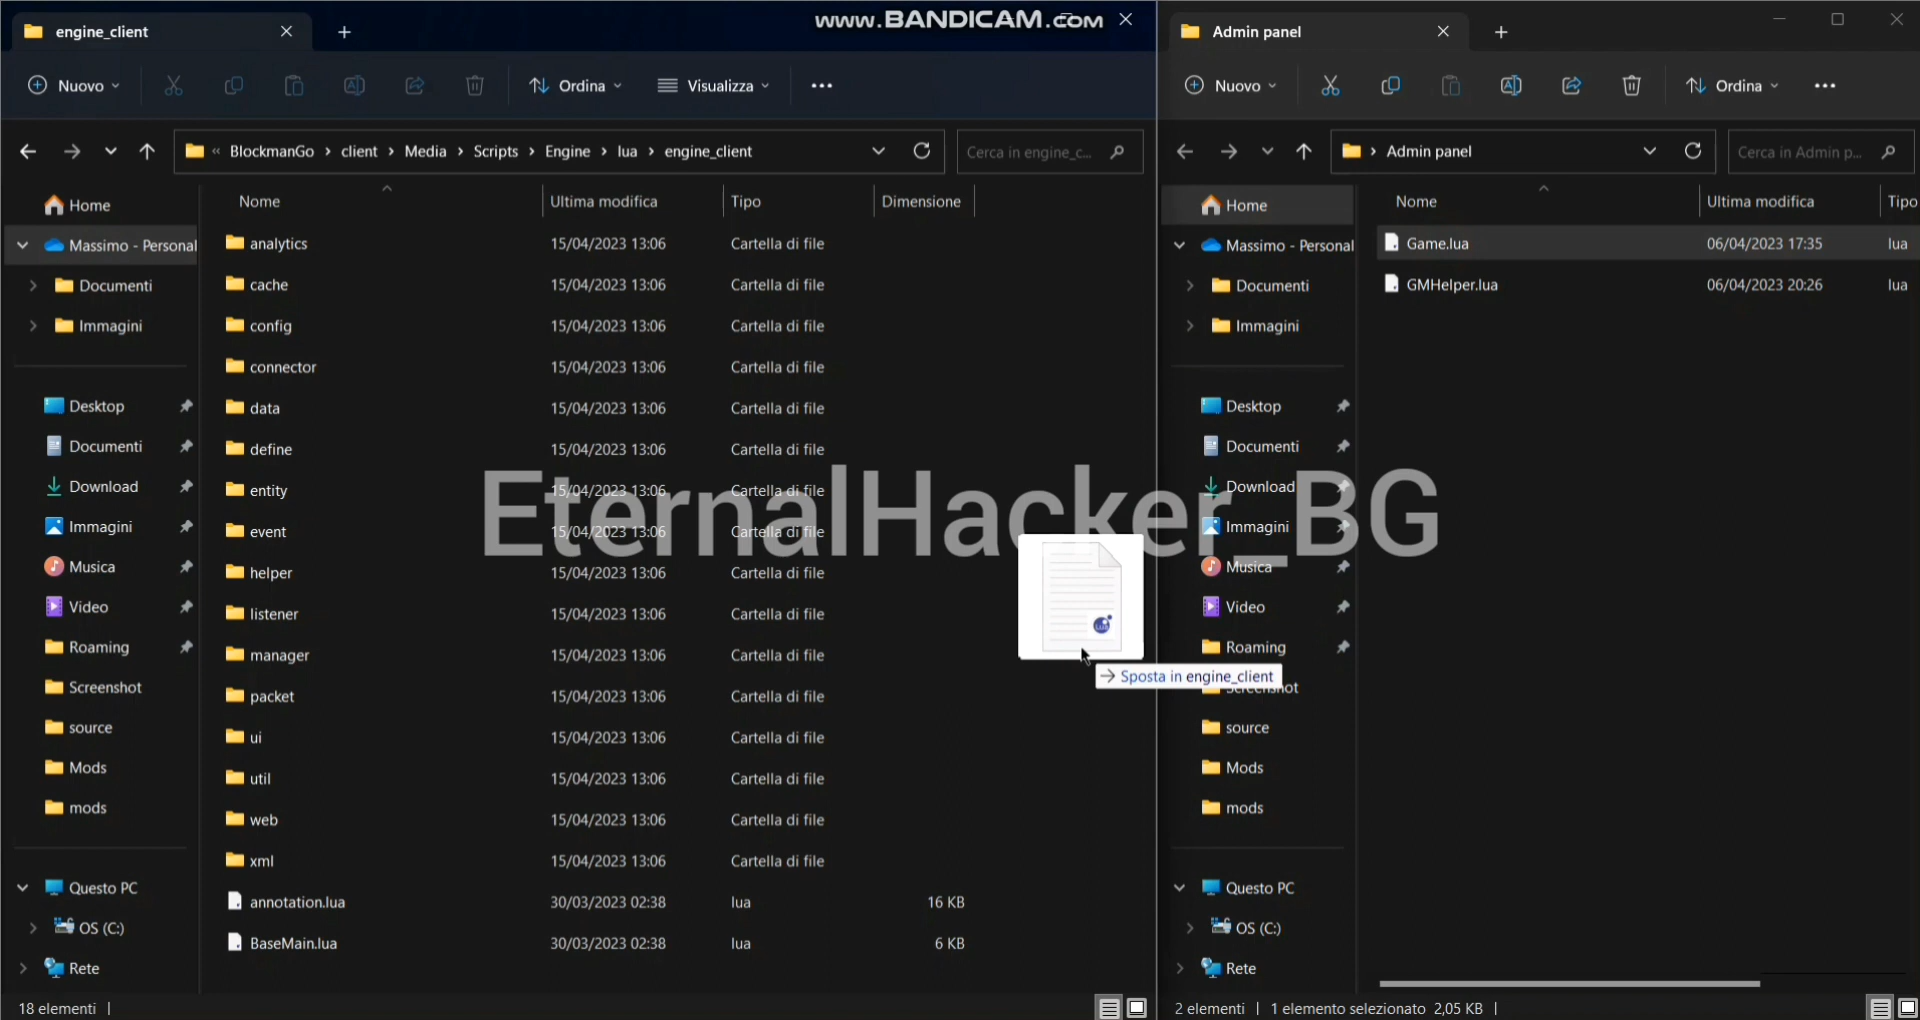 engine_client
www.BANDICAM.com
Nuovo
Ordina
Visualizza
BlockmanGo > client > Media > Scripts > Engine > lua > engine_client
Cerca in engine_c...
Home
Massimo - Personal
Documenti
Immagini
Desktop
Documenti
Download
Immagini
Musica
Video
Roaming
Screenshot
source
Mods
mods
Questo PC
OS (C:)
Rete
Nome Ultima modifica Tipo Dimensione
analytics 15/04/2023 13:06 Cartella di file
cache 15/04/2023 13:06 Cartella di file
config 15/04/2023 13:06 Cartella di file
connector 15/04/2023 13:06 Cartella di file
data 15/04/2023 13:06 Cartella di file
define 15/04/2023 13:06 Cartella di file
entity 15/04/2023 13:06 Cartella di file
event 15/04/2023 13:06 Cartella di file
helper 15/04/2023 13:06 Cartella di file
listener 15/04/2023 13:06 Cartella di file
manager 15/04/2023 13:06 Cartella di file
packet 15/04/2023 13:06 Cartella di file
ui 15/04/2023 13:06 Cartella di file
util 15/04/2023 13:06 Cartella di file
web 15/04/2023 13:06 Cartella di file
xml 15/04/2023 13:06 Cartella di file
annotation.lua 30/03/2023 02:38 lua 16 KB
BaseMain.lua 30/03/2023 02:38 lua 6 KB
18 elementi
EternalHacker_BG
Sposta in engine_client
Admin panel
Nuovo
Ordina
Admin panel
Cerca in Admin p...
Home
Massimo - Personal
Documenti
Immagini
Desktop
Documenti
Download
Immagini
Musica
Video
Roaming
Screenshot
source
Mods
mods
Questo PC
OS (C:)
Rete
Nome Ultima modifica Tipo
Game.lua 06/04/2023 17:35 lua
GMHelper.lua 06/04/2023 20:26 lua
2 elementi
1 elemento selezionato 2,05 KB